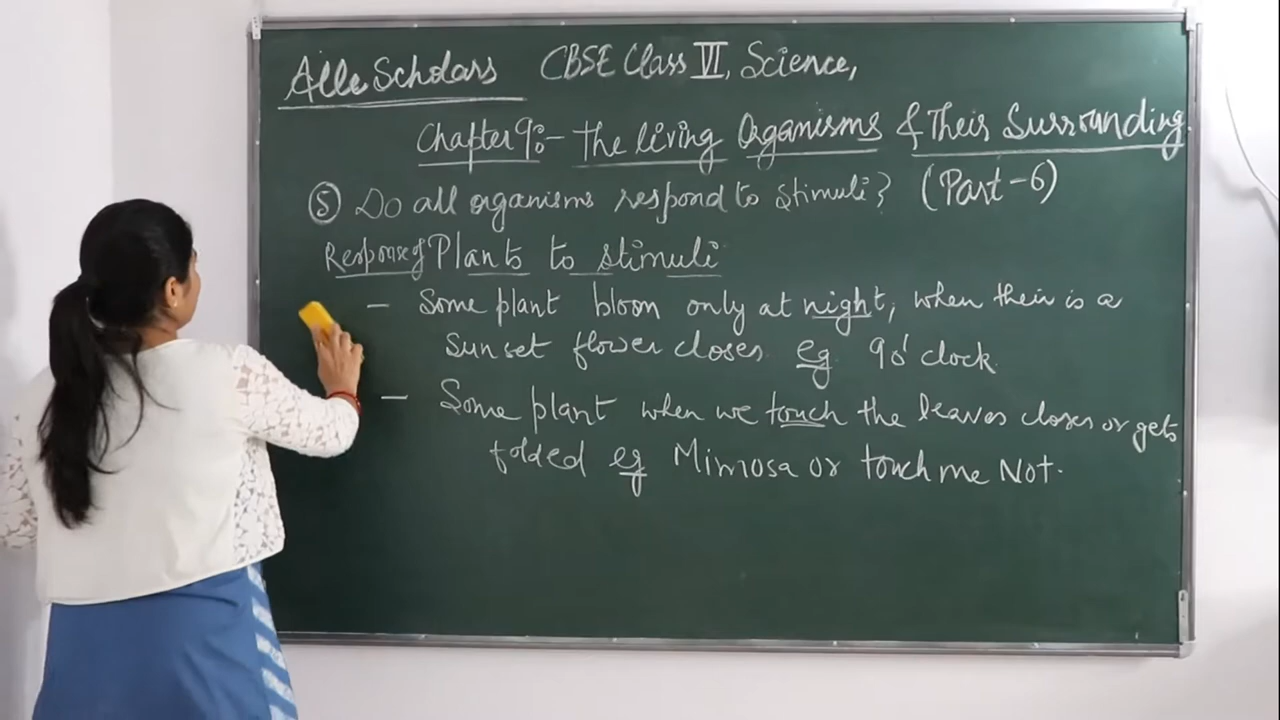 Alle Scholars CBSE Class VI, Science,
Chapter 9:- The living Organisms & Their Surrounding
⑤ Do all organisms respond to stimuli? (Part-6)
Response of Plants to stimuli
- Some plant bloom only at night, when their is a
Sunset flower closes eg 9o' clock
- Some plant when we touch the leaves closes or gets
folded eg Mimosa or touch me Not.